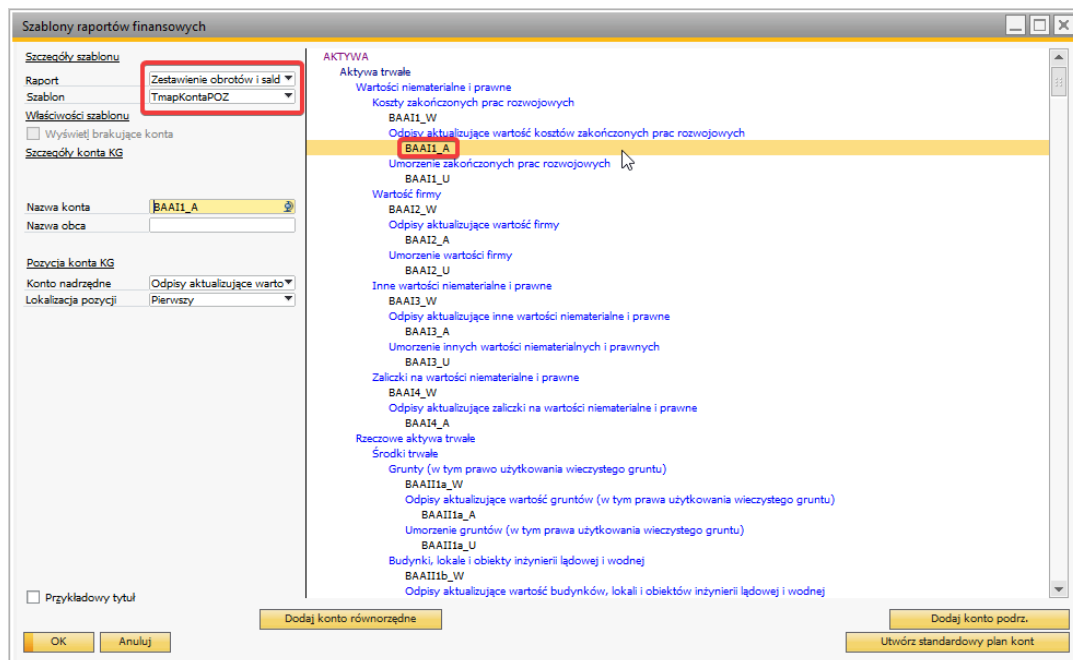 Szablony raportów finansowych
Szczegóły szablonu
Raport Zestawienie obrotów i sald
Szablon TmapKontaPOZ
Właściwości szablonu
Wyświetl brakujące konta
Szczegóły konta KG
Nazwa konta BAAI1_A
Nazwa obca
Pozycja konta KG
Konto nadrzędne Odpisy aktualizujące warto
Lokalizacja pozycji Pierwszy
Przykładowy tytuł
AKTYWA
Aktywa trwałe
Wartości niematerialne i prawne
Koszty zakończonych prac rozwojowych
BAAI1_W
Odpisy aktualizujące wartość kosztów zakończonych prac rozwojowych
BAAI1_A
Umorzenie zakończonych prac rozwojowych
BAAI1_U
Wartość firmy
BAAI2_W
Odpisy aktualizujące wartość firmy
BAAI2_A
Umorzenie wartości firmy
BAAI2_U
Inne wartości niematerialne i prawne
BAAI3_W
Odpisy aktualizujące inne wartości niematerialne i prawne
BAAI3_A
Umorzenie innych wartości niematerialnych i prawnych
BAAI3_U
Zaliczki na wartości niematerialne i prawne
BAAI4_W
Odpisy aktualizujące zaliczki na wartości niematerialne i prawne
BAAI4_A
Rzeczowe aktywa trwałe
Środki trwałe
Grunty (w tym prawo użytkowania wieczystego gruntu)
BAAII1a_W
Odpisy aktualizujące wartość gruntów (w tym prawa użytkowania wieczystego gruntu)
BAAII1a_A
Umorzenie gruntów (w tym prawa użytkowania wieczystego gruntu)
BAAII1a_U
Budynki, lokale i obiekty inżynierii lądowej i wodnej
BAAII1b_W
Odpisy aktualizujące wartość budynków, lokali i obiektów inżynierii lądowej i wodnej
Dodaj konto równorzędne
Dodaj konto podrz.
OK
Anuluj
Utwórz standardowy plan kont